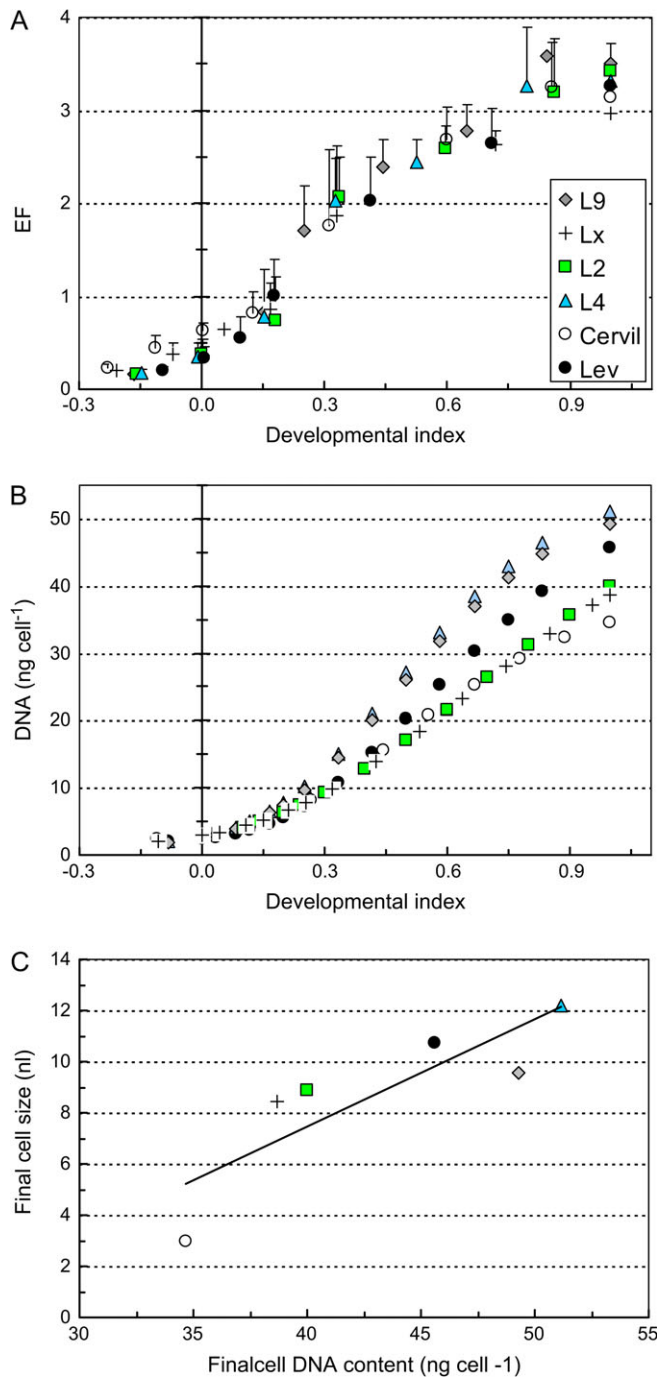 A
4
3
2
1
0
EF
-0.3 0.0 0.3 0.6 0.9
Developmental index
L9
Lx
L2
L4
Cervil
Lev
B
50
40
30
20
10
0
DNA (ng cell-1)
-0.3 0.0 0.3 0.6 0.9
Developmental index
C
14
12
10
8
6
4
2
0
Final cell size (nl)
30 35 40 45 50 55
Finalcell DNA content (ng cell -1)